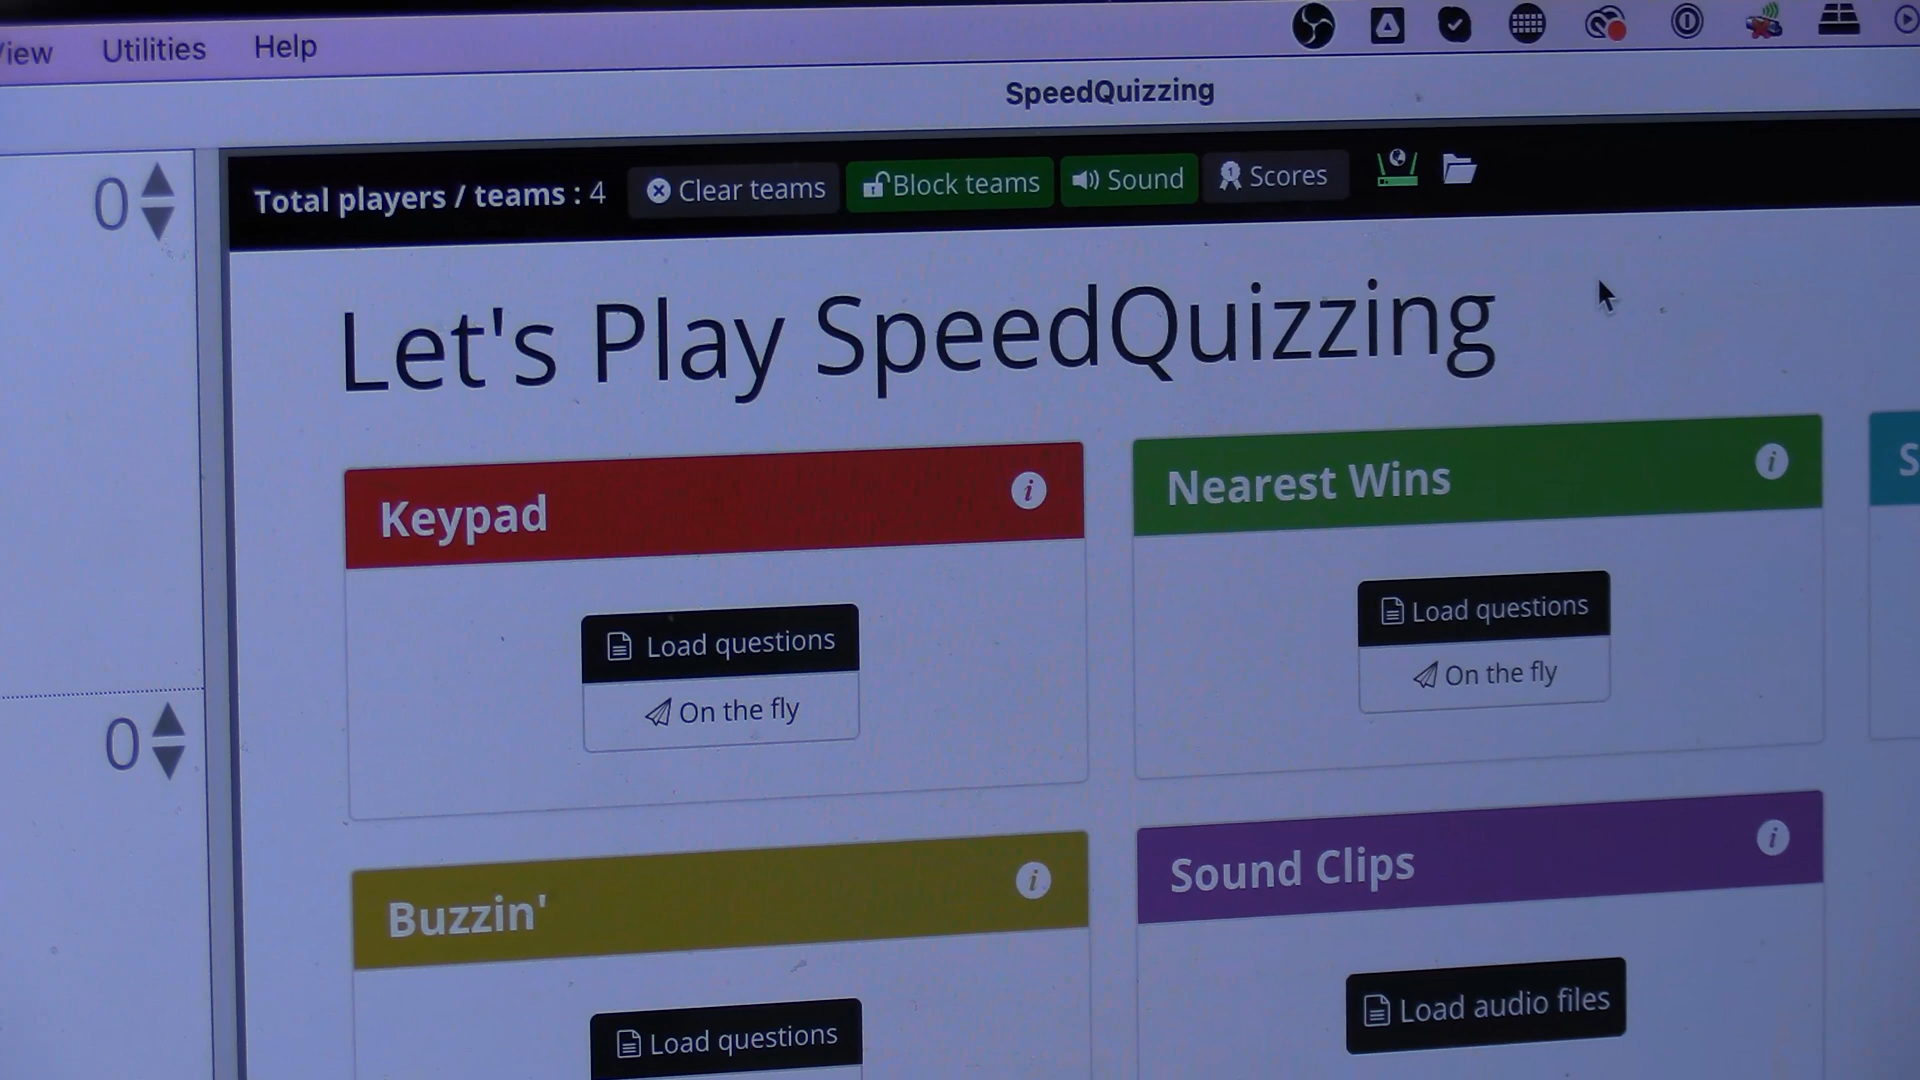 Utilities Help
SpeedQuizzing
Total players / teams : 4 Clear teams Block teams Sound Scores
0
Let's Play SpeedQuizzing
Keypad
Nearest Wins
Load questions
On the fly
Load questions
On the fly
0
Buzzin'
Sound Clips
Load questions
Load audio files